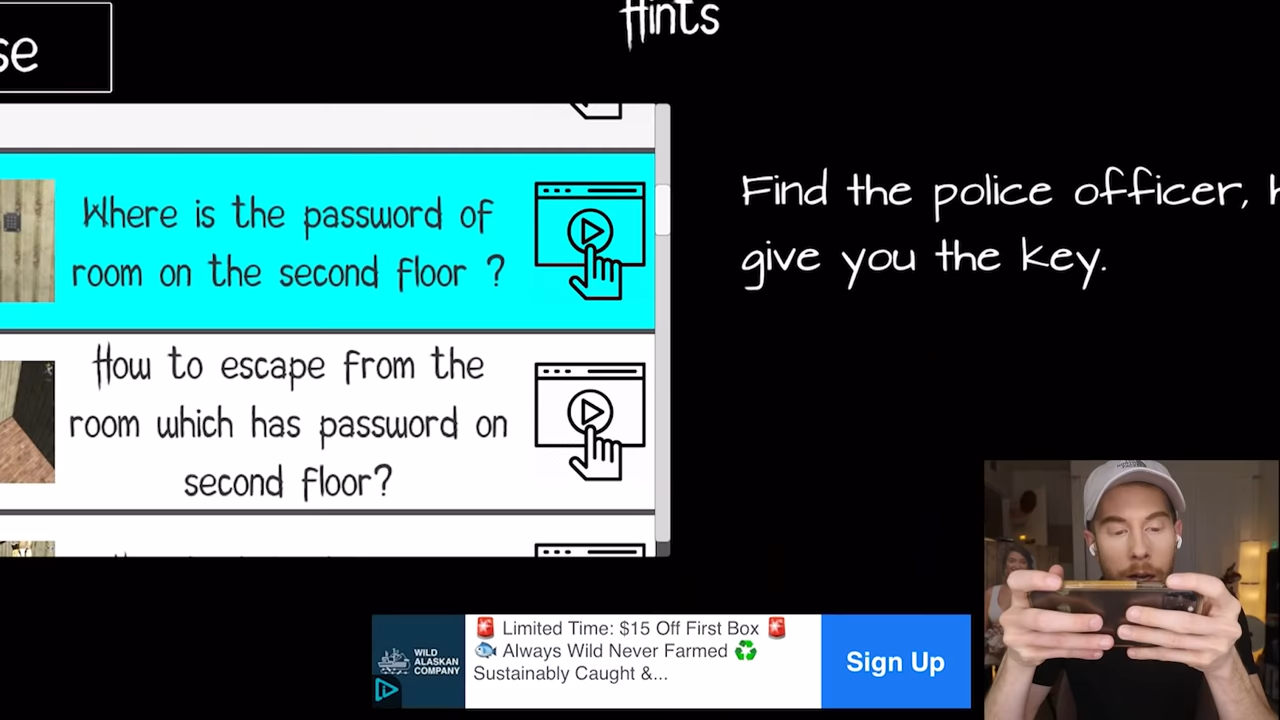 Hints
se
Where is the password of
room on the second floor ?
Find the police officer, h
give you the key.
How to escape from the
room which has password on
second floor?
WILD
ALASKAN
COMPANY
🚨 Limited Time: $15 Off First Box 🚨
🐟 Always Wild Never Farmed ♻️
Sustainably Caught &...
Sign Up